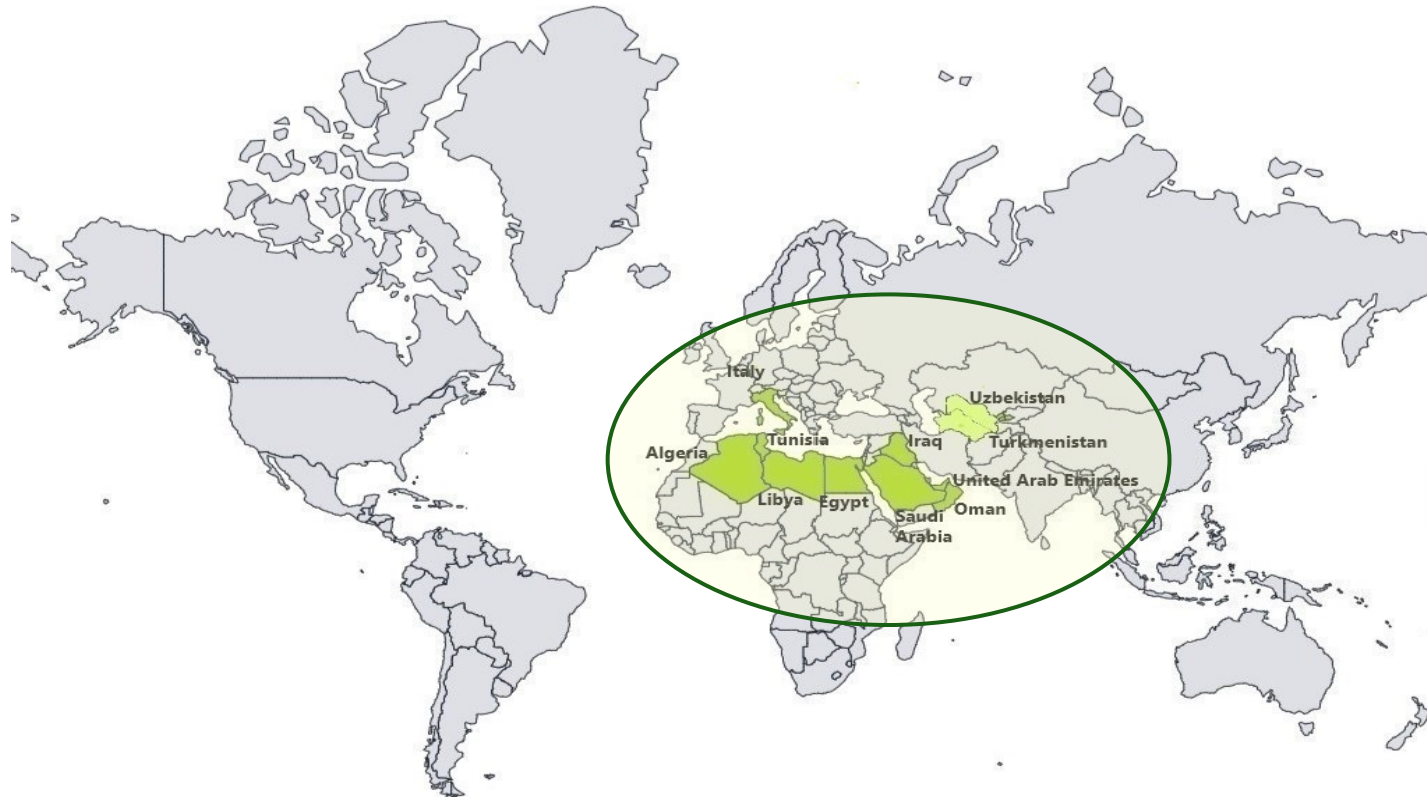 Italy
Uzbekistan
Tunisia
Iraq
Turkmenistan
Algeria
United Arab Emirates
Libya
Egypt
Oman
Saudi
Arabia